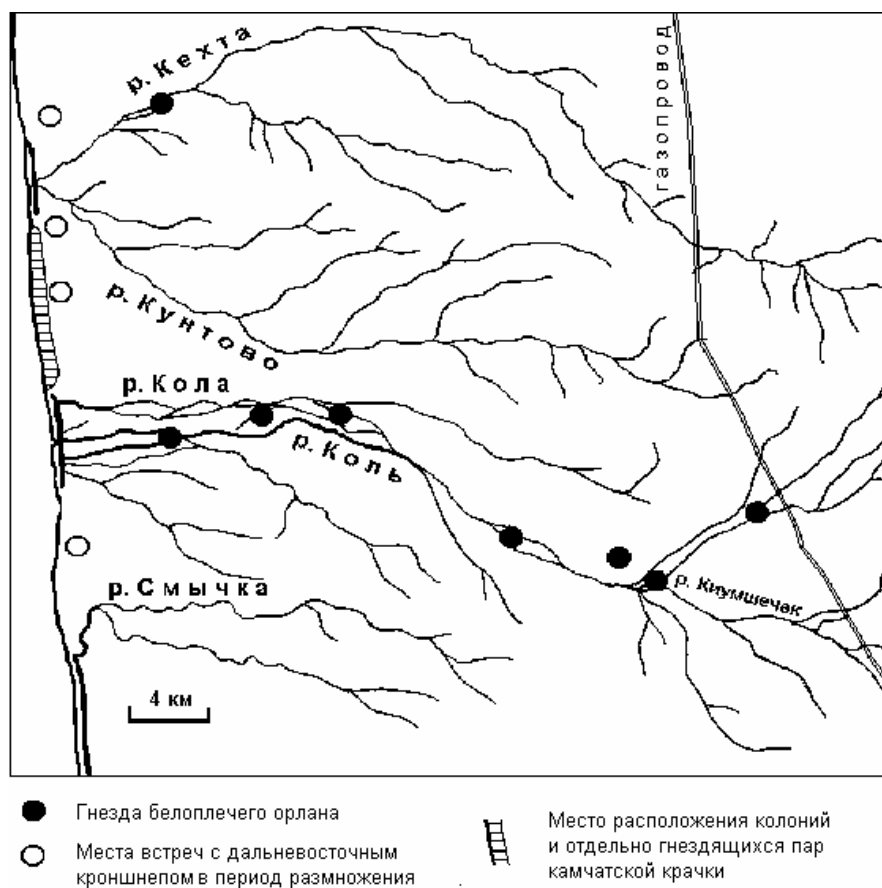 р. Кехта
газопровод
р. Кунтово
р. Кола
р. Коль
р. Киумшечек
р. Смычка
4 км
Гнезда белоплечего орлана
Места встреч с дальневосточным
кроншнепом в период размножения
Место расположения колоний
и отдельно гнездящихся пар
камчатской крачки